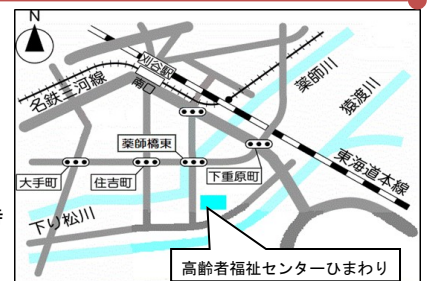 N
刈谷駅
南口
名鉄三河線
薬師川
猿渡川
薬師橋東
大手町
住吉町
下重原町
東海道本線
下り松川
高齢者福祉センターひまわり